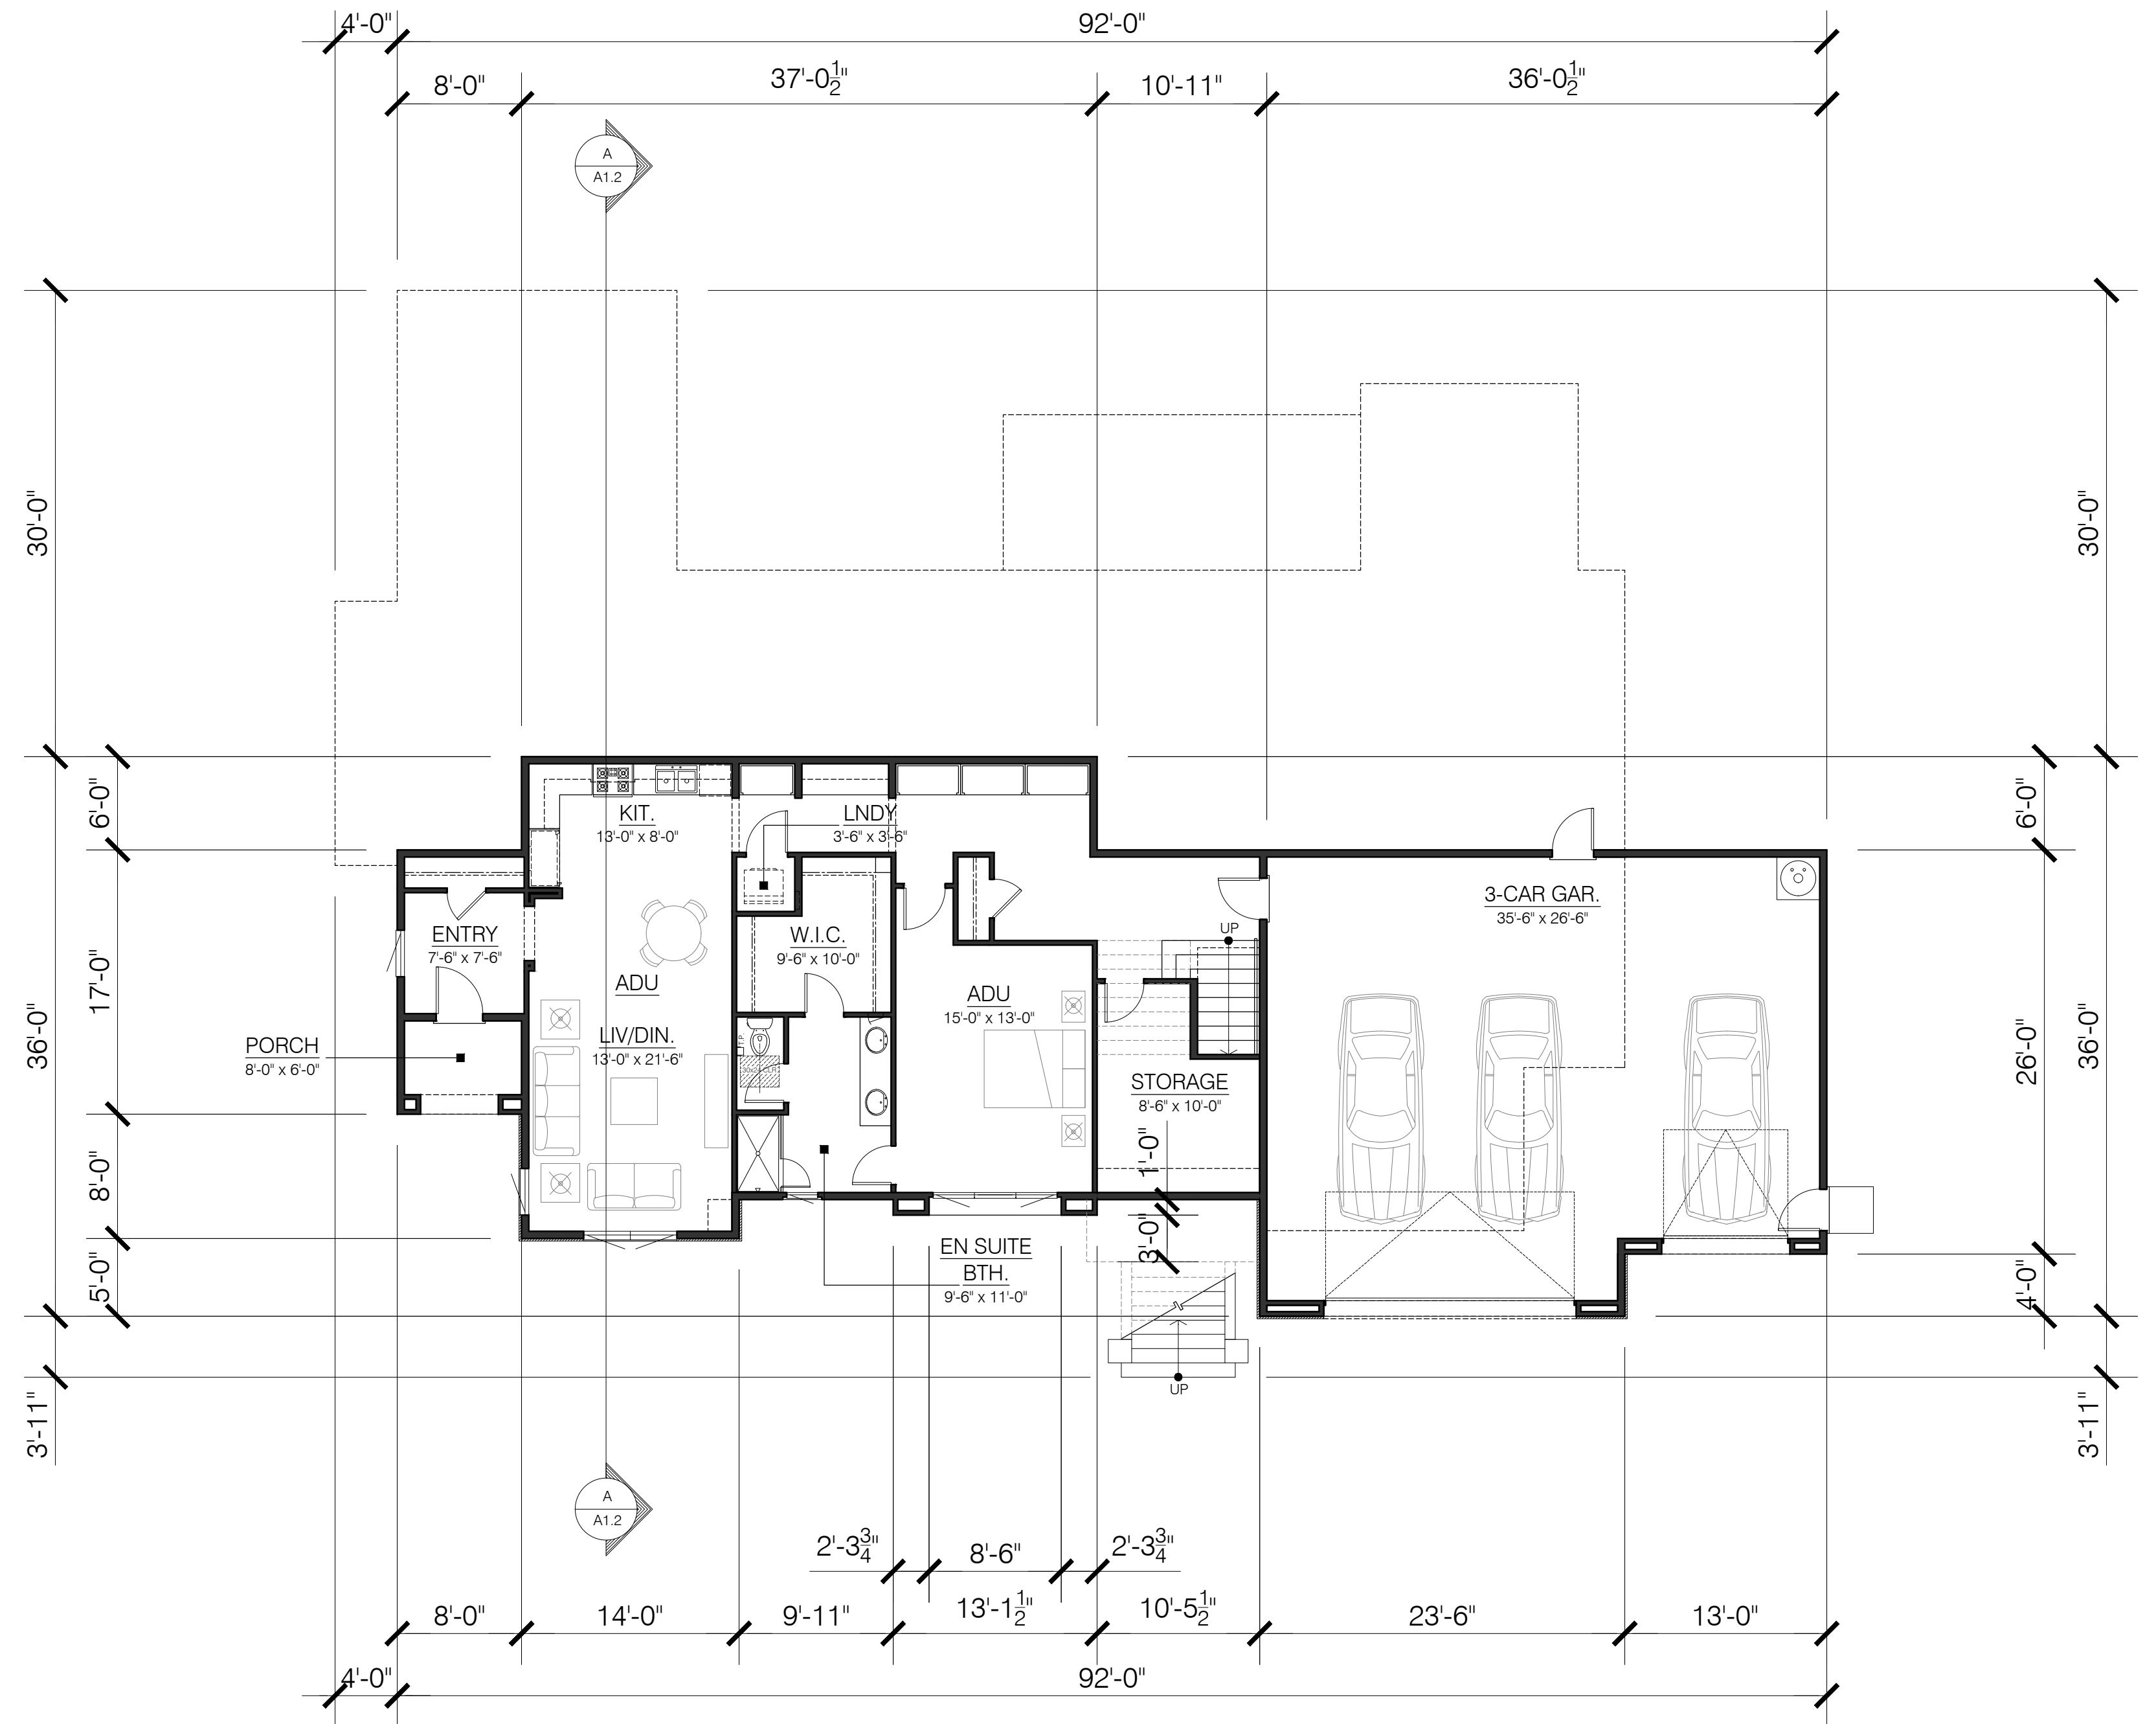 4'-0" 92'-0"
8'-0" 37'-0 1/2" 10'-11" 36'-0 1/2"
A
A1.2
30'-0" 30'-0"
6'-0" 6'-0"
KIT.
13'-0" x 8'-0"
LNDY
3'-6" x 3'-6"
3-CAR GAR.
35'-6" x 26'-6"
ENTRY
7'-6" x 7'-6"
W.I.C.
9'-6" x 10'-0"
UP
17'-0"
ADU
ADU
15'-0" x 13'-0"
36'-0" 26'-0" 36'-0"
PORCH
8'-0" x 6'-0"
LIV/DIN.
13'-0" x 21'-6"
T.P.
30x24 CLR
STORAGE
8'-6" x 10'-0"
1'-0"
8'-0"
3'-0"
EN SUITE
BTH.
9'-6" x 11'-0"
5'-0" 4'-0"
UP
3'-11" 3'-11"
A
A1.2
2'-3 3/4" 8'-6" 2'-3 3/4"
8'-0" 14'-0" 9'-11" 13'-1 1/2" 10'-5 1/2" 23'-6" 13'-0"
4'-0" 92'-0"